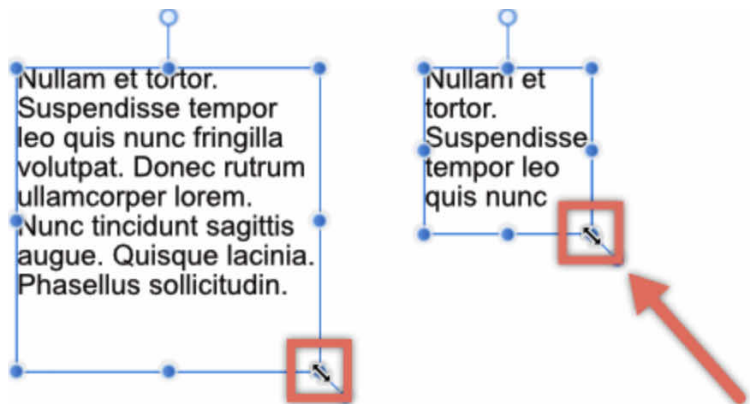 Nullam et tortor.
Suspendisse tempor
leo quis nunc fringilla
volutpat. Donec rutrum
ullamcorper lorem.
Nunc tincidunt sagittis
augue. Quisque lacinia.
Phasellus sollicitudin.
Nullam et
tortor.
Suspendisse
tempor leo
quis nunc